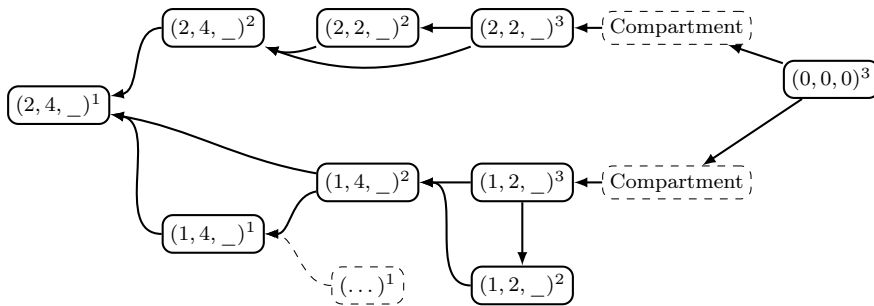 (2, 4, _)²
(2, 2, _)²
(2, 2, _)³
Compartment
(0, 0, 0)³
(2, 4, _)¹
(1, 4, _)²
(1, 2, _)³
Compartment
(1, 4, _)¹
(...)¹
(1, 2, _)²